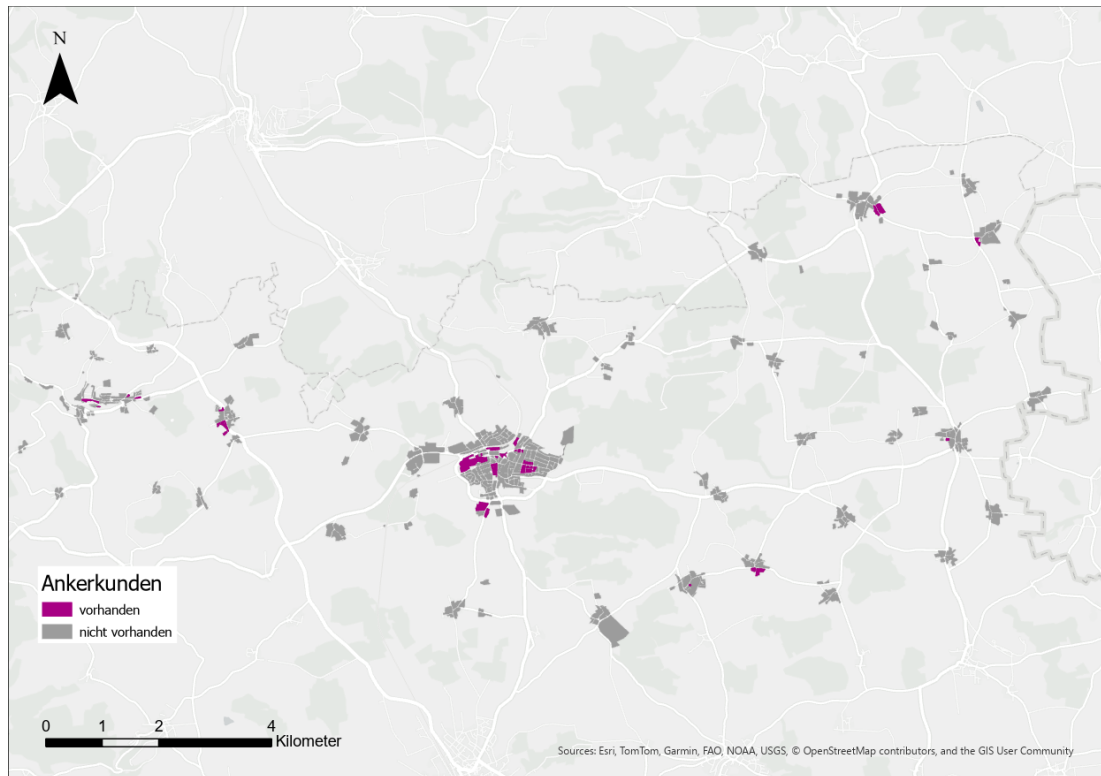 N
Ankerkunden
vorhanden
nicht vorhanden
0 1 2 4
Kilometer
Sources: Esri, TomTom, Garmin, FAO, NOAA, USGS, © OpenStreetMap contributors, and the GIS User Community